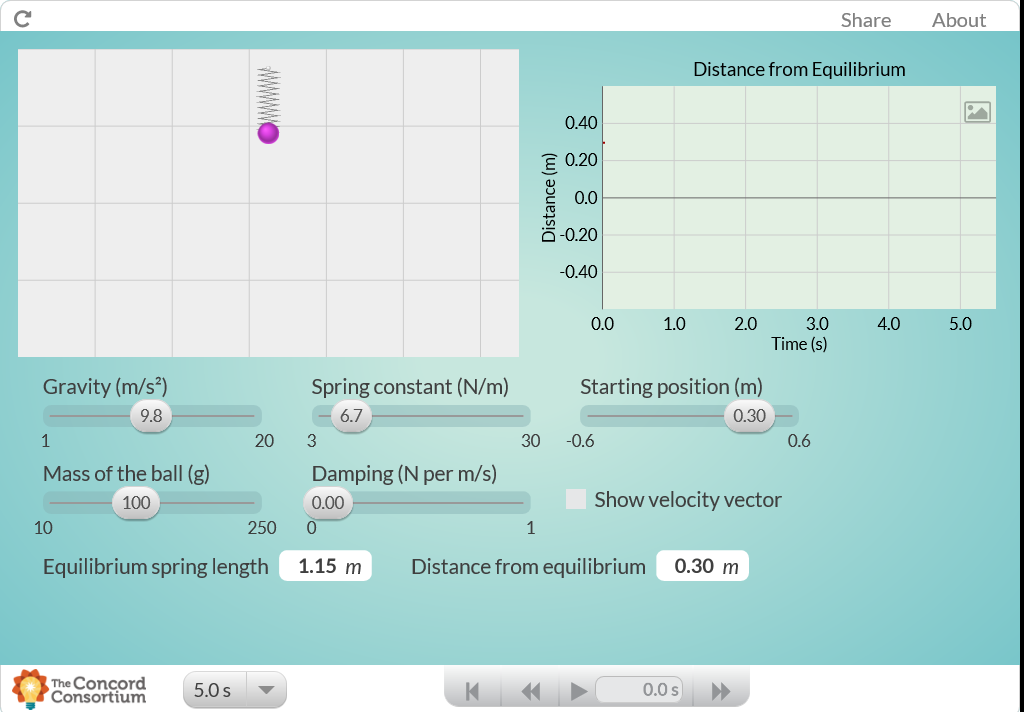 Share About
Distance from Equilibrium
0.40
0.20
0.0
-0.20
-0.40
Distance (m)
0.0 1.0 2.0 3.0 4.0 5.0
Time (s)
Gravity (m/s²) Spring constant (N/m) Starting position (m)
9.8 6.7 0.30
1 20 3 30 -0.6 0.6
Mass of the ball (g) Damping (N per m/s)
100 0.00 Show velocity vector
10 250 0 1
Equilibrium spring length 1.15 m Distance from equilibrium 0.30 m
The Concord
Consortium
5.0 s 0.0 s